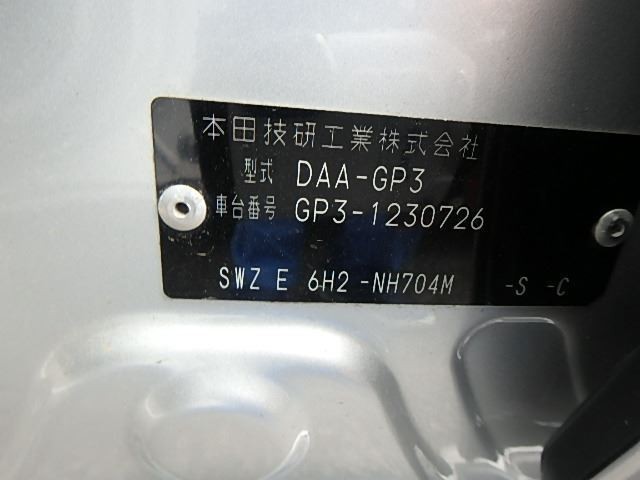 本田技研工業株式会社
型式 DAA-GP3
車台番号 GP3-1230726
SWZ E 6H2 -NH704M -S -C